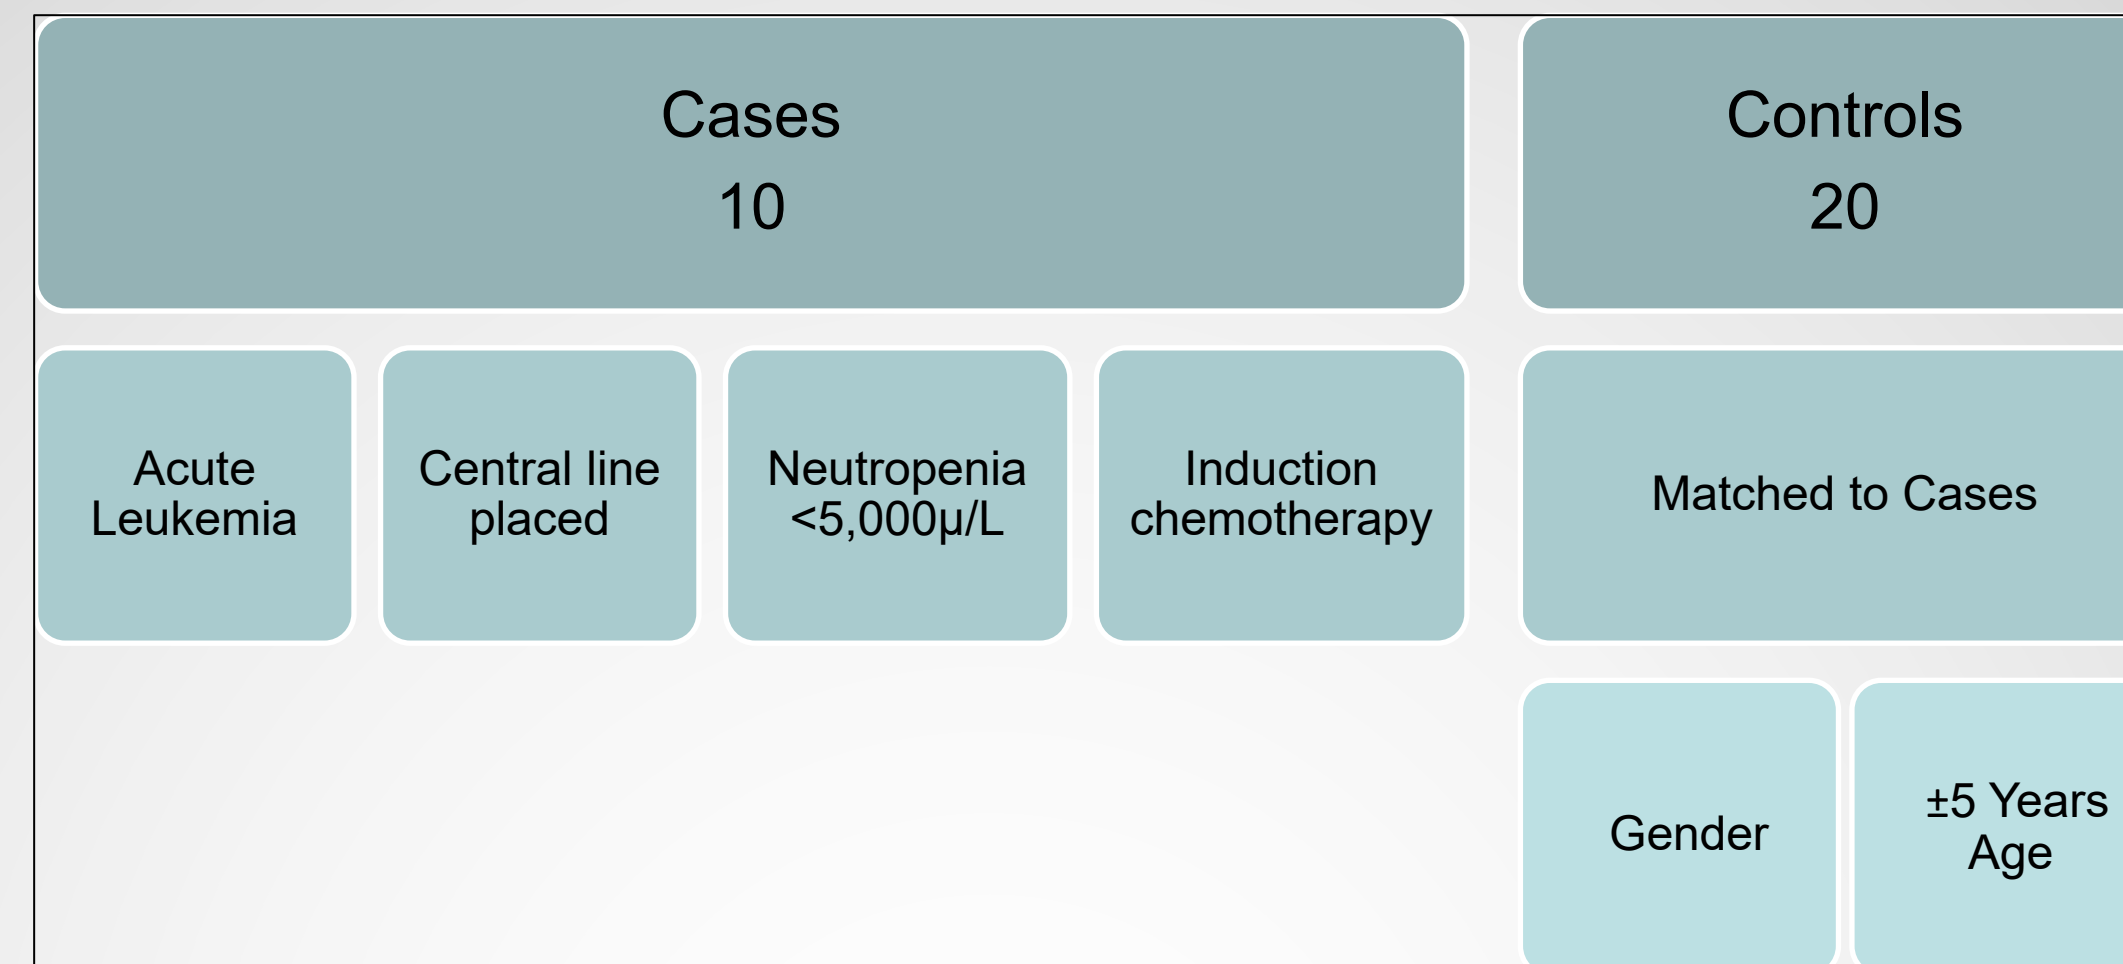 Cases
10
Controls
20
Acute
Leukemia
Central line
placed
Neutropenia
<5,000µ/L
Induction
chemotherapy
Matched to Cases
Gender
±5 Years
Age